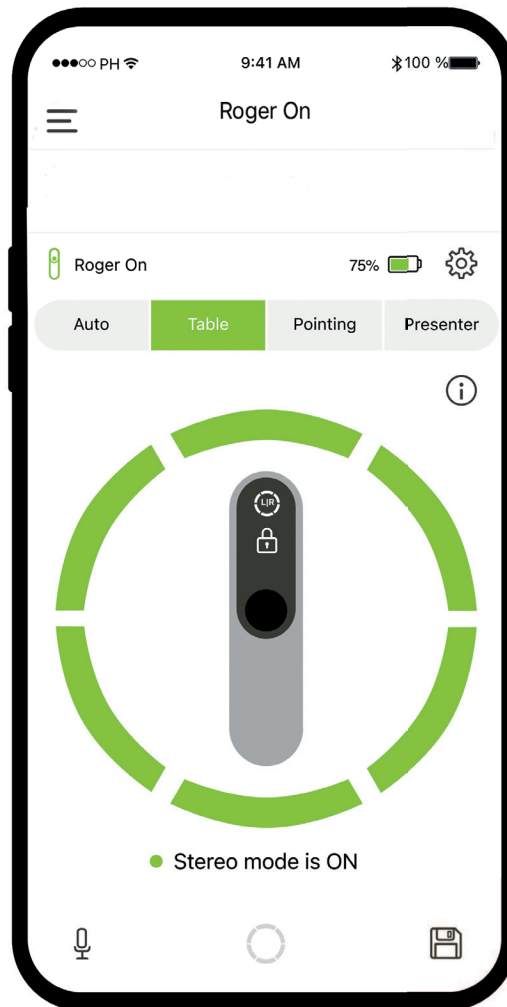 PH 9:41 AM 100 %
Roger On
Roger On 75%
Auto Table Pointing Presenter
L|R
Stereo mode is ON